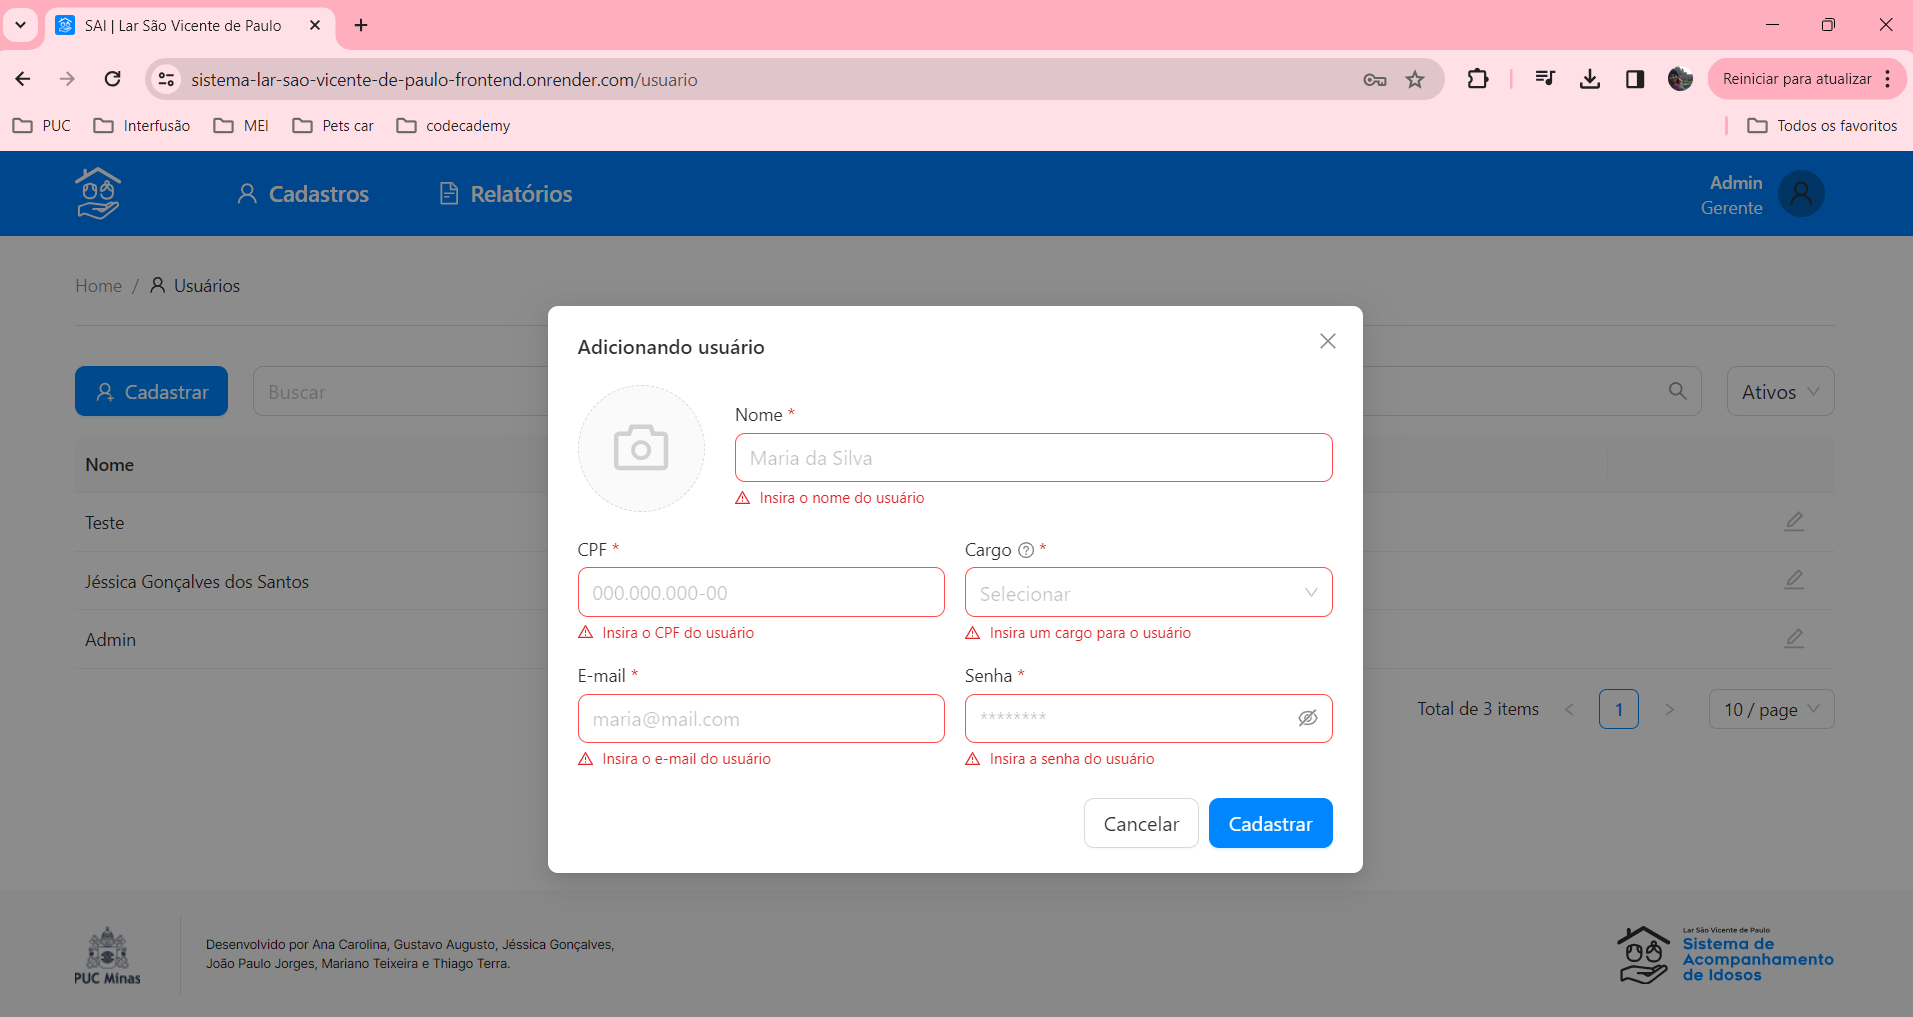 SAI | Lar São Vicente de Paulo
sistema-lar-sao-vicente-de-paulo-frontend.onrender.com/usuario
Reiniciar para atualizar
PUC
Interfusão
MEI
Pets car
codecademy
Todos os favoritos
Cadastros
Relatórios
Admin
Gerente
Home / Usuários
Cadastrar
Buscar
Ativos
Nome
Teste
Jéssica Gonçalves dos Santos
Admin
Total de 3 items
1
10 / page
Adicionando usuário
Nome *
Maria da Silva
Insira o nome do usuário
CPF *
000.000.000-00
Insira o CPF do usuário
Cargo *
Selecionar
Insira um cargo para o usuário
E-mail *
maria@mail.com
Insira o e-mail do usuário
Senha *
********
Insira a senha do usuário
Cancelar
Cadastrar
PUC Minas
Desenvolvido por Ana Carolina, Gustavo Augusto, Jéssica Gonçalves,
João Paulo Jorges, Mariano Teixeira e Thiago Terra.
Lar São Vicente de Paulo
Sistema de
Acompanhamento
de Idosos